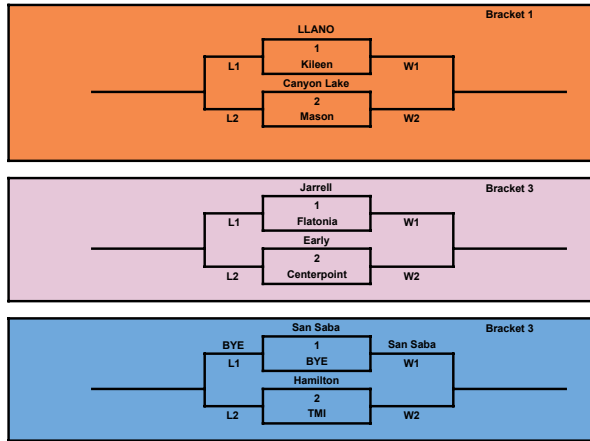 Bracket 1
LLANO
L1 1 W1
Kileen
Canyon Lake
2
L2 Mason W2
Bracket 3
Jarrell
1
L1 Flatonia W1
Early
2
L2 Centerpoint W2
Bracket 3
BYE San Saba San Saba
1
L1 BYE W1
Hamilton
2
L2 TMI W2